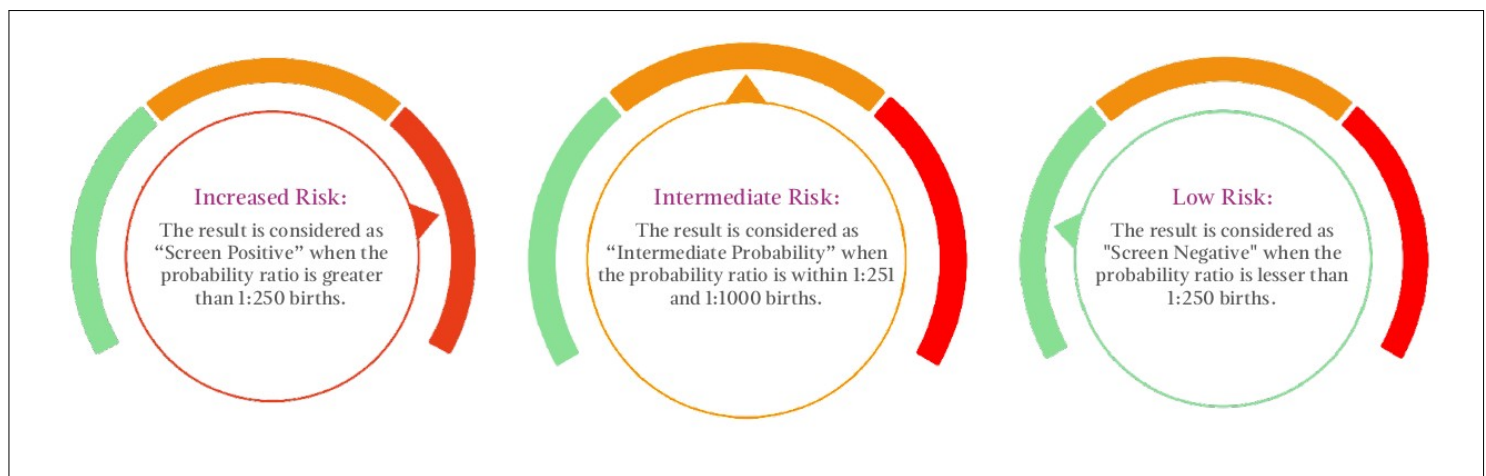 Increased Risk:
The result is considered as
“Screen Positive” when the
probability ratio is greater
than 1:250 births.
Intermediate Risk:
The result is considered as
“Intermediate Probability” when
the probability ratio is within 1:251
and 1:1000 births.
Low Risk:
The result is considered as
"Screen Negative" when the
probability ratio is lesser than
1:250 births.